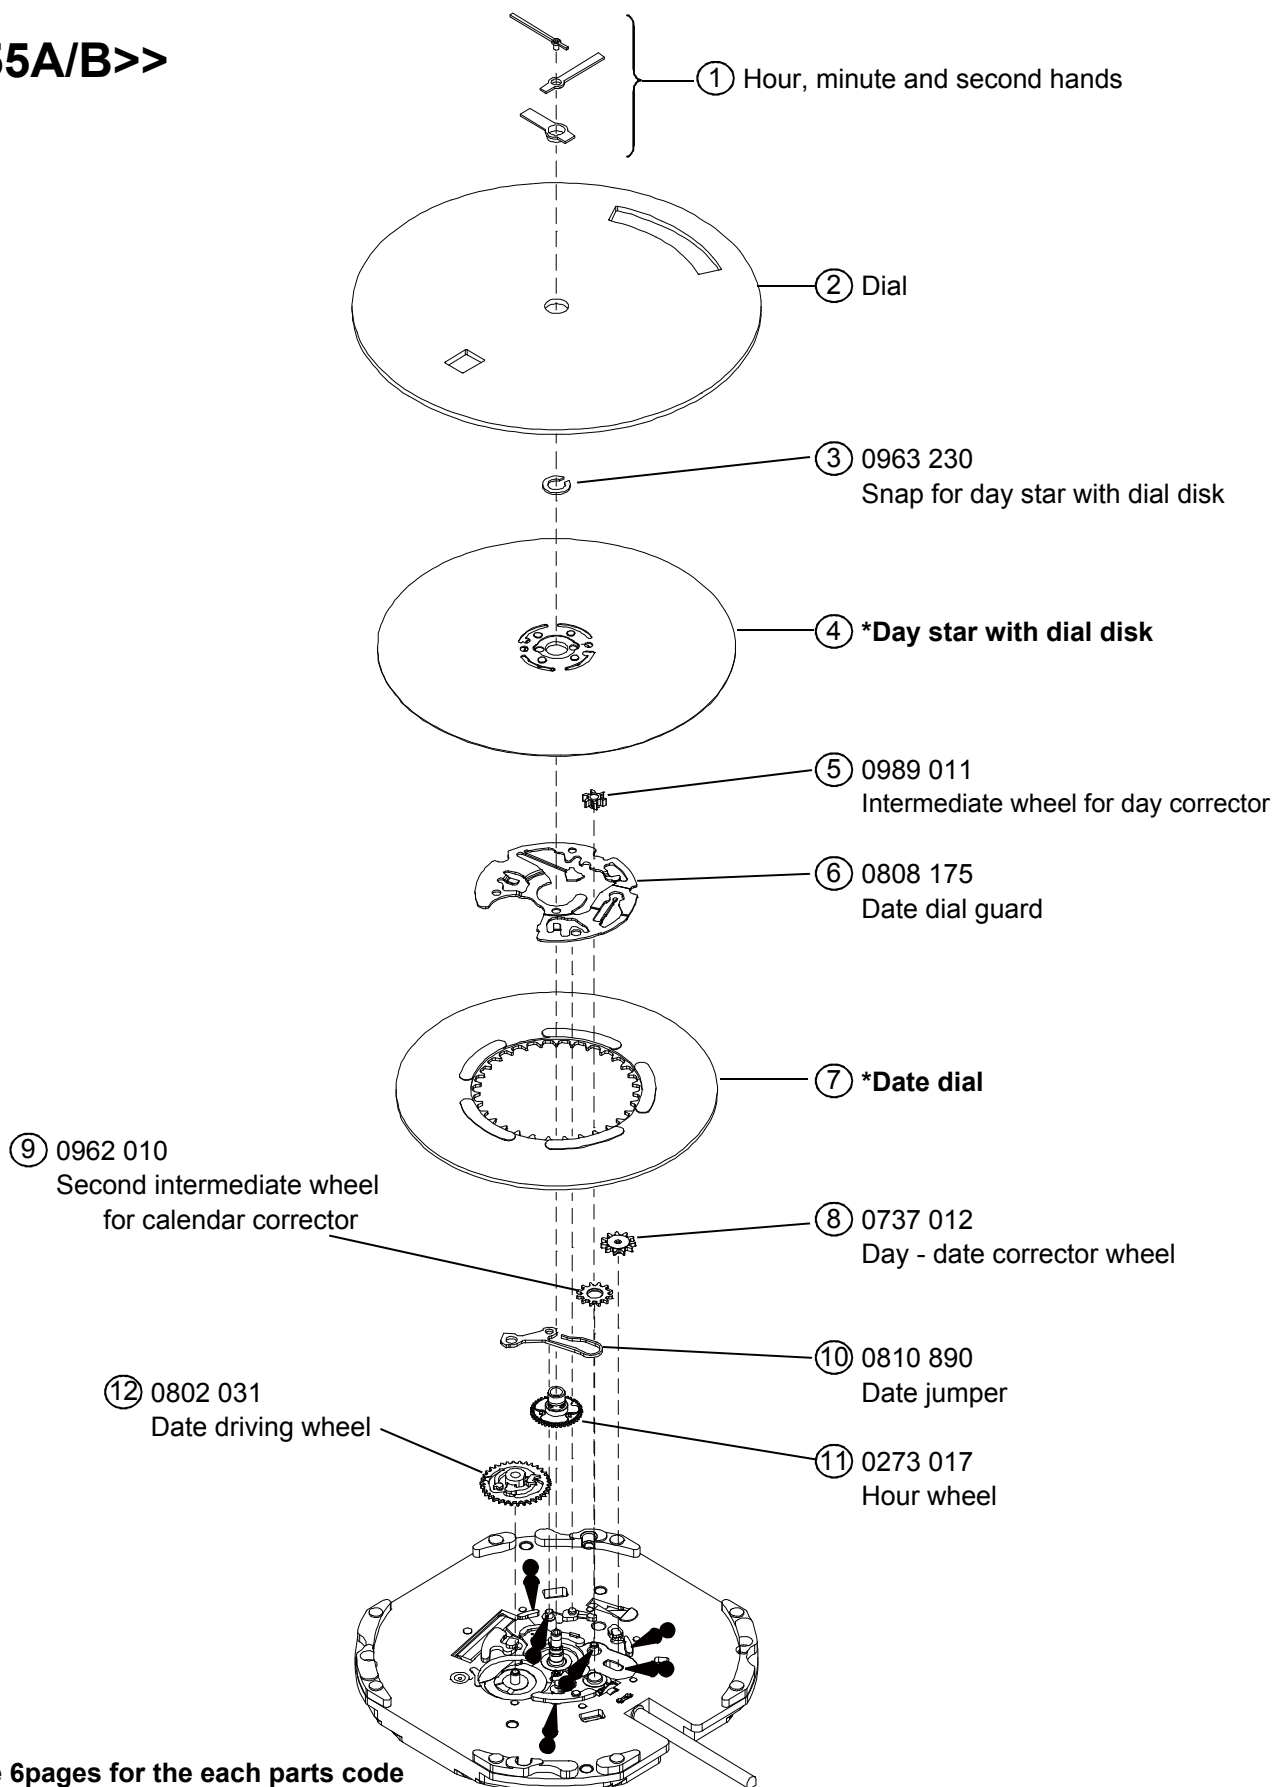 55A/B>>
1 Hour, minute and second hands
2 Dial
3 0963 230
Snap for day star with dial disk
4 *Day star with dial disk
5 0989 011
Intermediate wheel for day corrector
6 0808 175
Date dial guard
7 *Date dial
9 0962 010
Second intermediate wheel
for calendar corrector
8 0737 012
Day - date corrector wheel
10 0810 890
Date jumper
12 0802 031
Date driving wheel
11 0273 017
Hour wheel
6pages for the each parts code